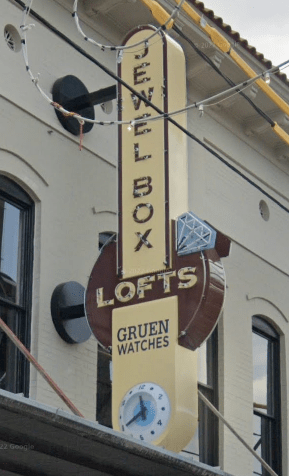 JEWEL BOX
LOFTS
GRUEN
WATCHES